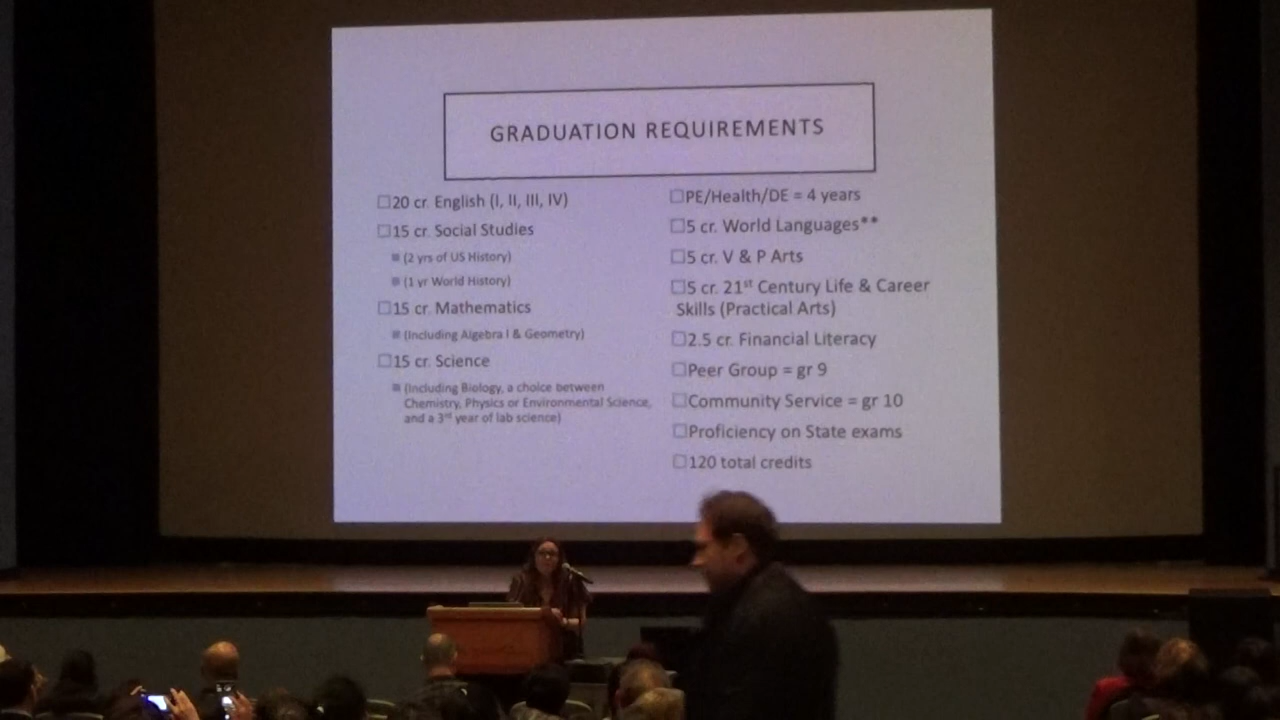 GRADUATION REQUIREMENTS
20 cr. English (I, II, III, IV)
15 cr. Social Studies
(2 yrs of US History)
(1 yr World History)
15 cr. Mathematics
(Including Algebra I & Geometry)
15 cr. Science
(Including Biology, a choice between
Chemistry, Physics or Environmental Science,
and a 3rd year of lab science)
PE/Health/DE = 4 years
5 cr. World Languages**
5 cr. V & P Arts
5 cr. 21st Century Life & Career
Skills (Practical Arts)
2.5 cr. Financial Literacy
Peer Group = gr 9
Community Service = gr 10
Proficiency on State exams
120 total credits